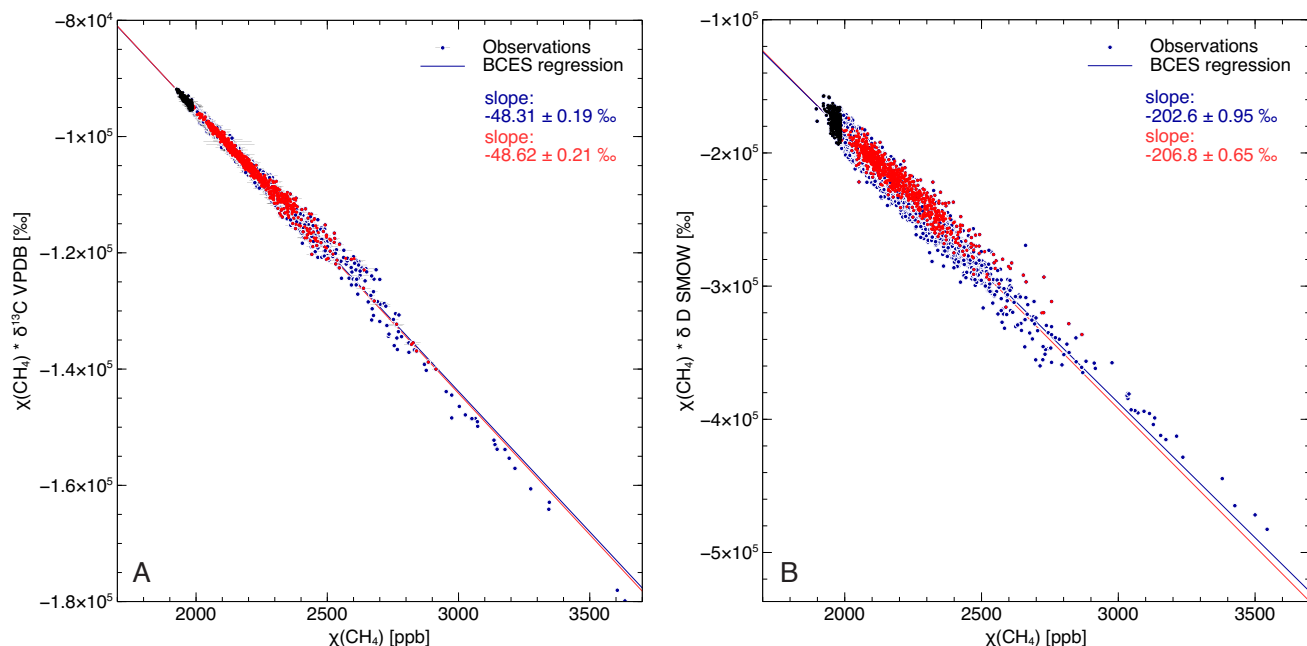 −8×10⁴
−1×10⁵
−1.2×10⁵
−1.4×10⁵
−1.6×10⁵
−1.8×10⁵
χ(CH₄) * δ¹³C VPDB [‰]
Observations
BCES regression
slope:
-48.31 ± 0.19 ‰
slope:
-48.62 ± 0.21 ‰
A
2000 2500 3000 3500
χ(CH₄) [ppb]
−1×10⁵
−2×10⁵
−3×10⁵
−4×10⁵
−5×10⁵
χ(CH₄) * δ D SMOW [‰]
Observations
BCES regression
slope:
-202.6 ± 0.95 ‰
slope:
-206.8 ± 0.65 ‰
B
2000 2500 3000 3500
χ(CH₄) [ppb]